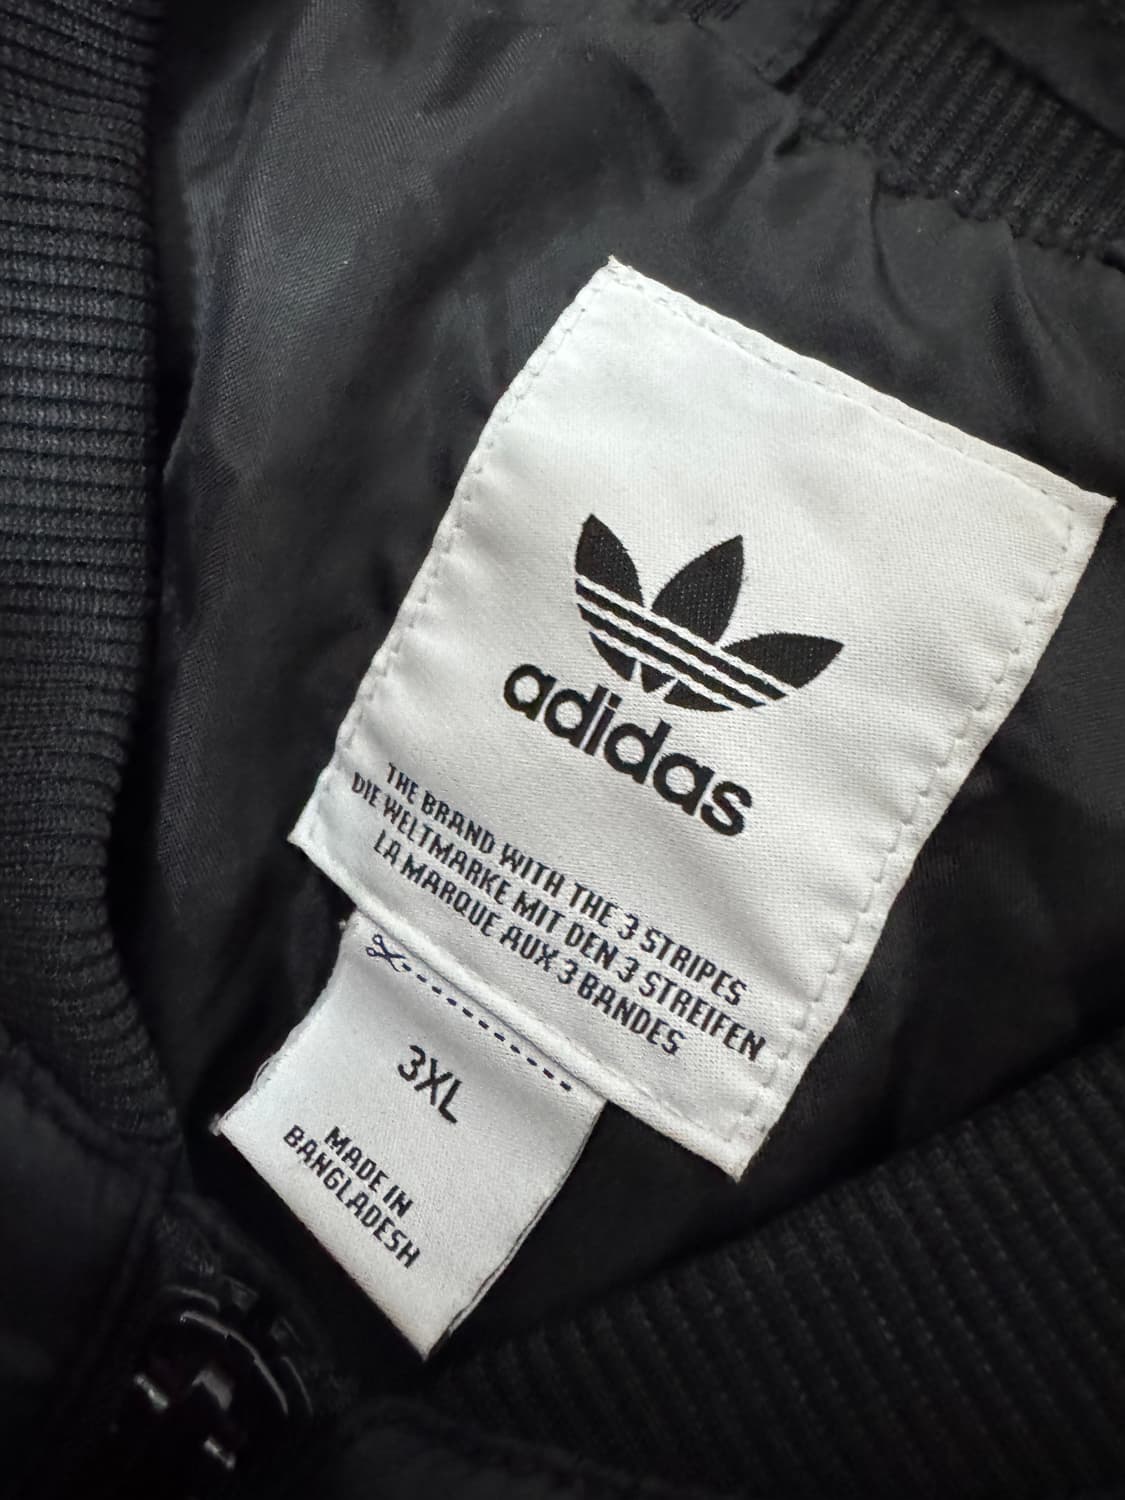 adidas
THE BRAND WITH THE 3 STRIPES
DIE WELTMARKE MIT DEN 3 STREIFEN
LA MARQUE AUX 3 BANDES
3XL
MADE IN
BANGLADESH